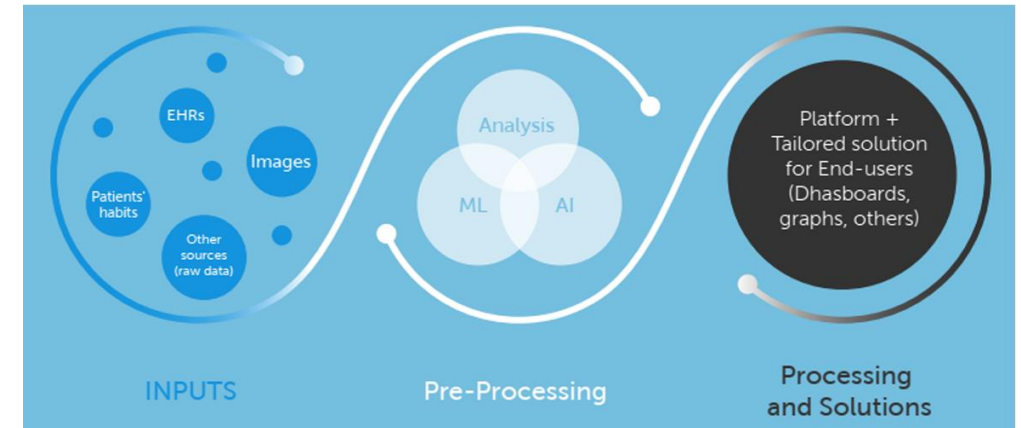 EHRs
Images
Patients'
habits
Other
sources
(raw data)
INPUTS
Analysis
ML
AI
Pre-Processing
Platform +
Tailored solution
for End-users
(Dhasboards,
graphs, others)
Processing
and Solutions